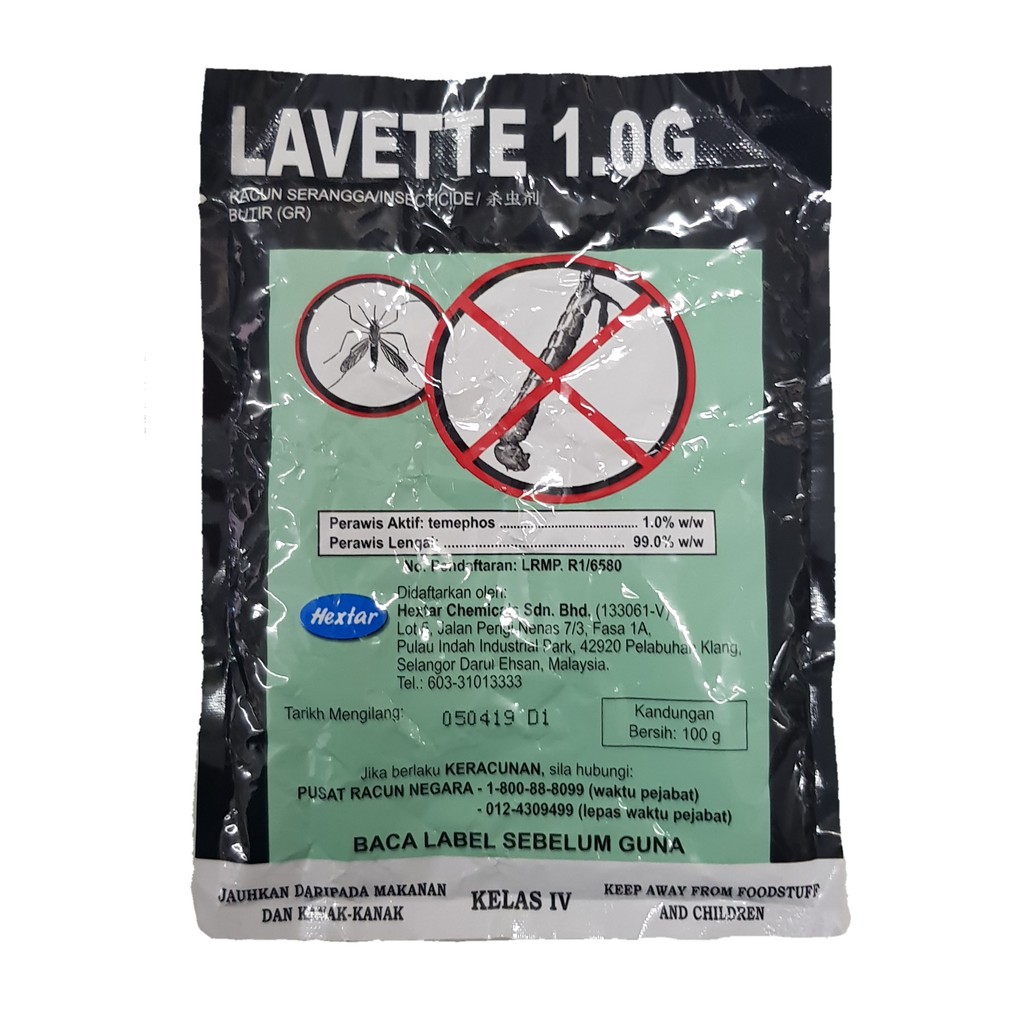 LAVETTE 1.0G
RACUN SERANGGA/INSECTICIDE/ 杀虫剂
BUTIR (GR)
Perawis Aktif: temephos ........................................ 1.0% w/w
Perawis Lengai: ............................................. 99.0% w/w
No. Pendaftaran: LRMP. R1/6580
Didaftarkan oleh:
Hextar
Hextar Chemicals Sdn. Bhd. (133061-V)
Lot 5, Jalan Perigi Nenas 7/3, Fasa 1A,
Pulau Indah Industrial Park, 42920 Pelabuhan Klang,
Selangor Darul Ehsan, Malaysia.
Tel.: 603-31013333
Tarikh Mengilang: 050419 D1
Kandungan
Bersih: 100 g
Jika berlaku KERACUNAN, sila hubungi:
PUSAT RACUN NEGARA - 1-800-88-8099 (waktu pejabat)
- 012-4309499 (lepas waktu pejabat)
BACA LABEL SEBELUM GUNA
JAUHKAN DARIPADA MAKANAN
DAN KANAK-KANAK
KELAS IV
KEEP AWAY FROM FOODSTUFF
AND CHILDREN